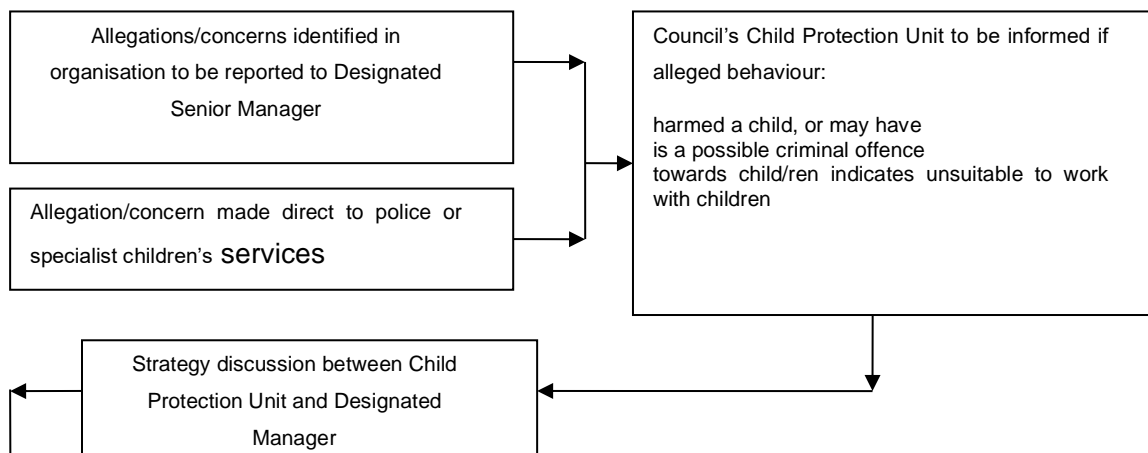 Allegations/concerns identified in
organisation to be reported to Designated
Senior Manager
Allegation/concern made direct to police or
specialist children’s services
Council’s Child Protection Unit to be informed if
alleged behaviour:
harmed a child, or may have
is a possible criminal offence
towards child/ren indicates unsuitable to work
with children
Strategy discussion between Child
Protection Unit and Designated
Manager